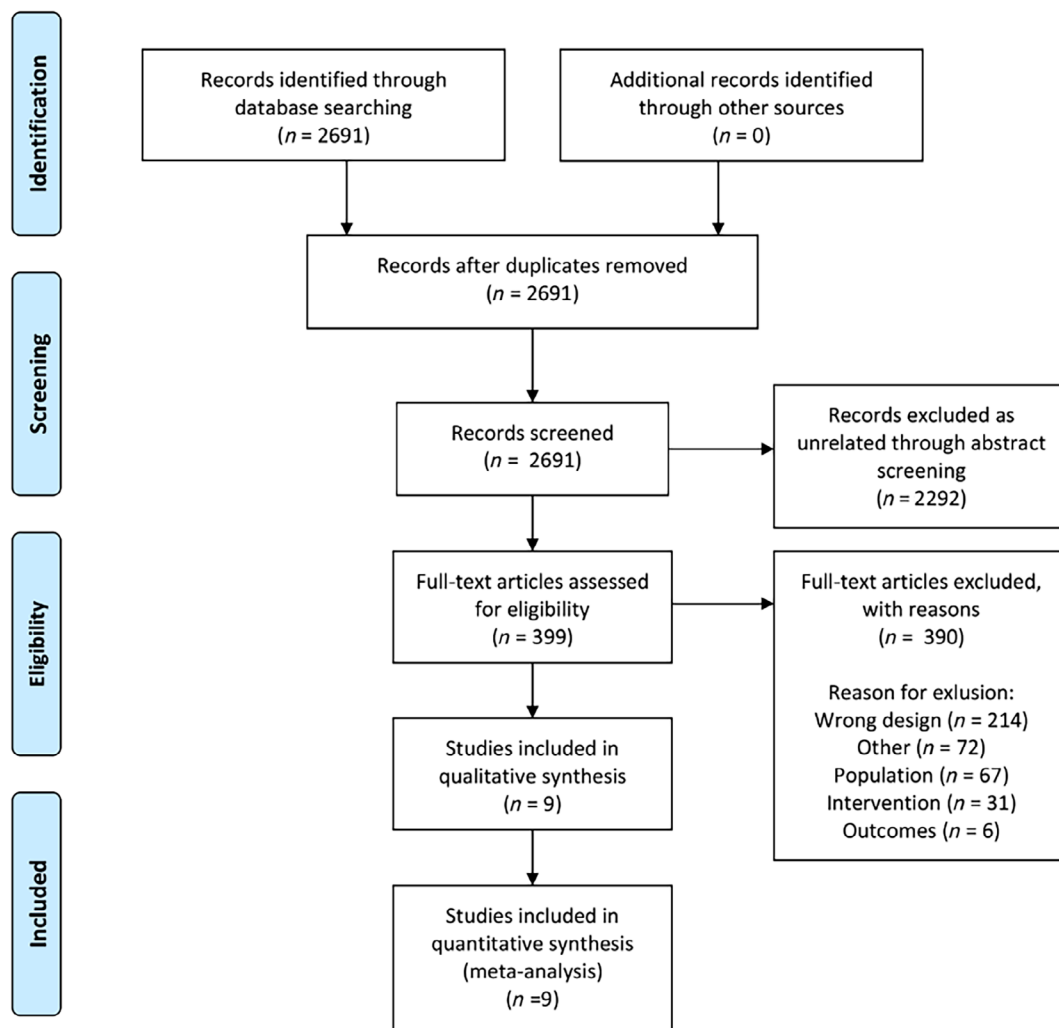 Identification
Records identified through
database searching
(n = 2691)
Additional records identified
through other sources
(n = 0)
Records after duplicates removed
(n = 2691)
Screening
Records screened
(n = 2691)
Records excluded as
unrelated through abstract
screening
(n = 2292)
Eligibility
Full-text articles assessed
for eligibility
(n = 399)
Full-text articles excluded,
with reasons
(n = 390)
Reason for exlusion:
Wrong design (n = 214)
Other (n = 72)
Population (n = 67)
Intervention (n = 31)
Outcomes (n = 6)
Studies included in
qualitative synthesis
(n = 9)
Included
Studies included in
quantitative synthesis
(meta-analysis)
(n =9)